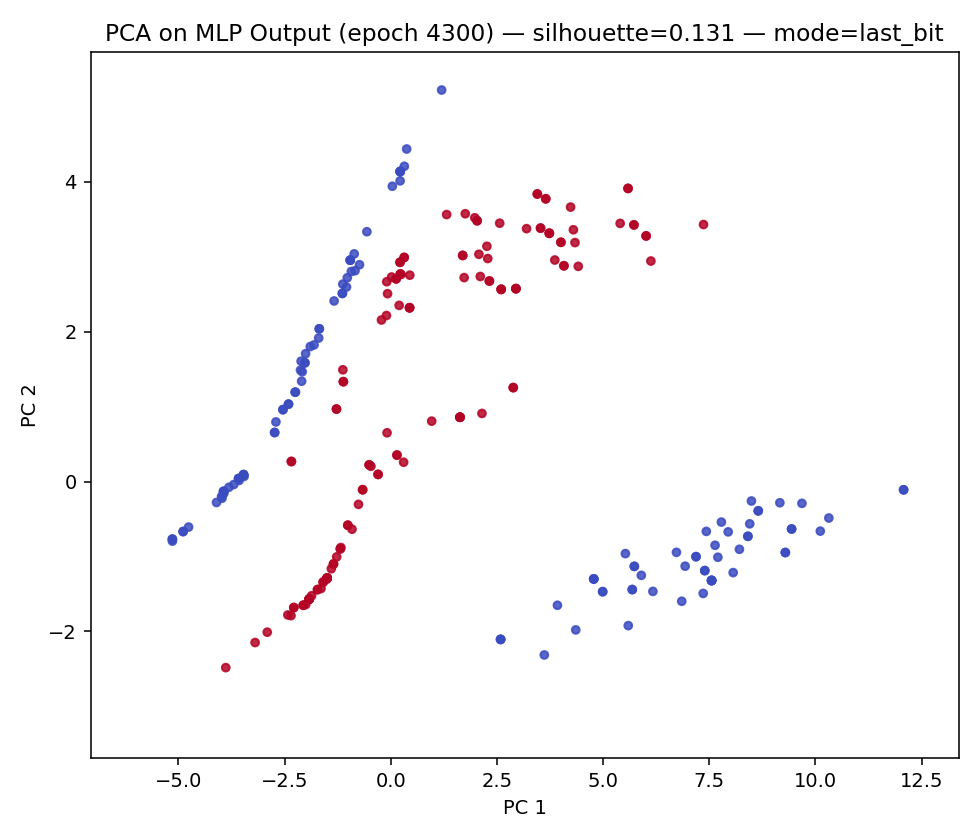 PCA on MLP Output (epoch 4300) — silhouette=0.131 — mode=last_bit
4
2
0
−2
PC 2
−5.0 −2.5 0.0 2.5 5.0 7.5 10.0 12.5
PC 1